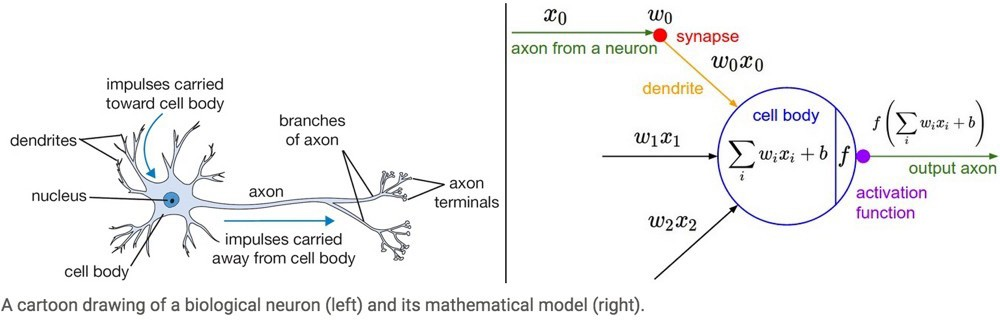 impulses carried
toward cell body
dendrites
nucleus
cell body
axon
impulses carried
away from cell body
branches
of axon
axon
terminals
x₀
w₀
axon from a neuron
synapse
w₀x₀
dendrite
w₁x₁
w₂x₂
cell body
∑ᵢ wᵢxᵢ + b
f
f(∑ᵢ wᵢxᵢ + b)
output axon
activation
function
A cartoon drawing of a biological neuron (left) and its mathematical model (right).